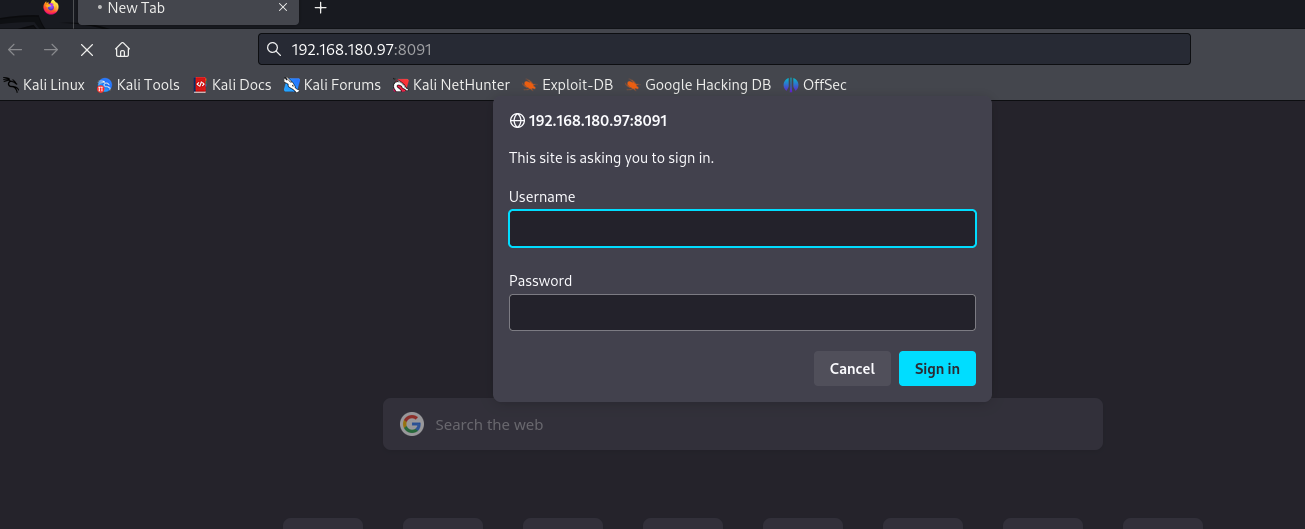 New Tab
192.168.180.97:8091
Kali Linux Kali Tools Kali Docs Kali Forums Kali NetHunter Exploit-DB Google Hacking DB OffSec
192.168.180.97:8091
This site is asking you to sign in.
Username
Password
Cancel Sign in
Search the web